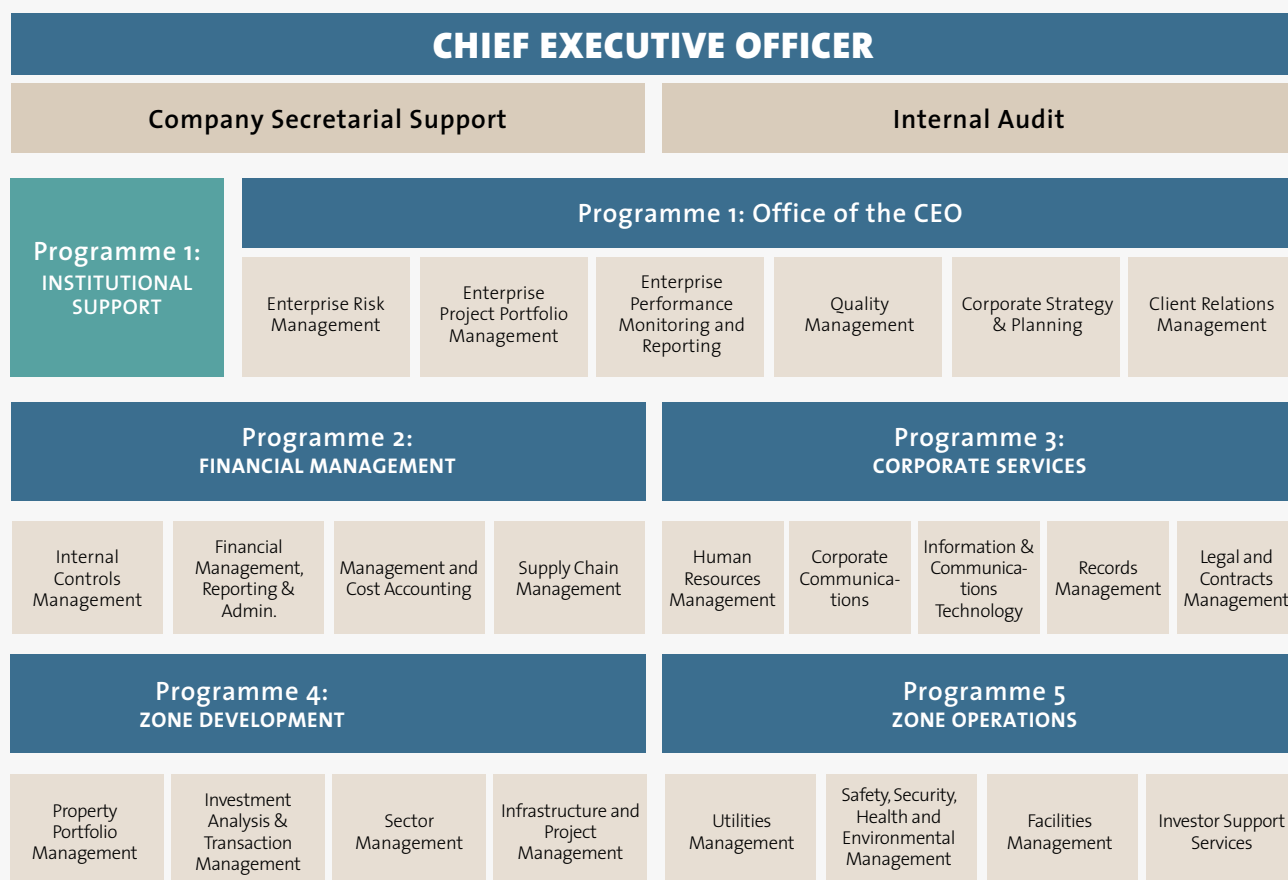 CHIEF EXECUTIVE OFFICER
Company Secretarial Support
Internal Audit
Programme 1:
INSTITUTIONAL
SUPPORT
Programme 1: Office of the CEO
Enterprise Risk
Management
Enterprise
Project Portfolio
Management
Enterprise
Performance
Monitoring and
Reporting
Quality
Management
Corporate Strategy
& Planning
Client Relations
Management
Programme 2:
FINANCIAL MANAGEMENT
Programme 3:
CORPORATE SERVICES
Internal
Controls
Management
Financial
Management,
Reporting &
Admin.
Management and
Cost Accounting
Supply Chain
Management
Human
Resources
Management
Corporate
Communica-
tions
Information &
Communica-
tions
Technology
Records
Management
Legal and
Contracts
Management
Programme 4:
ZONE DEVELOPMENT
Programme 5
ZONE OPERATIONS
Property
Portfolio
Management
Investment
Analysis &
Transaction
Management
Sector
Management
Infrastructure and
Project
Management
Utilities
Management
Safety, Security,
Health and
Environmental
Management
Facilities
Management
Investor Support
Services